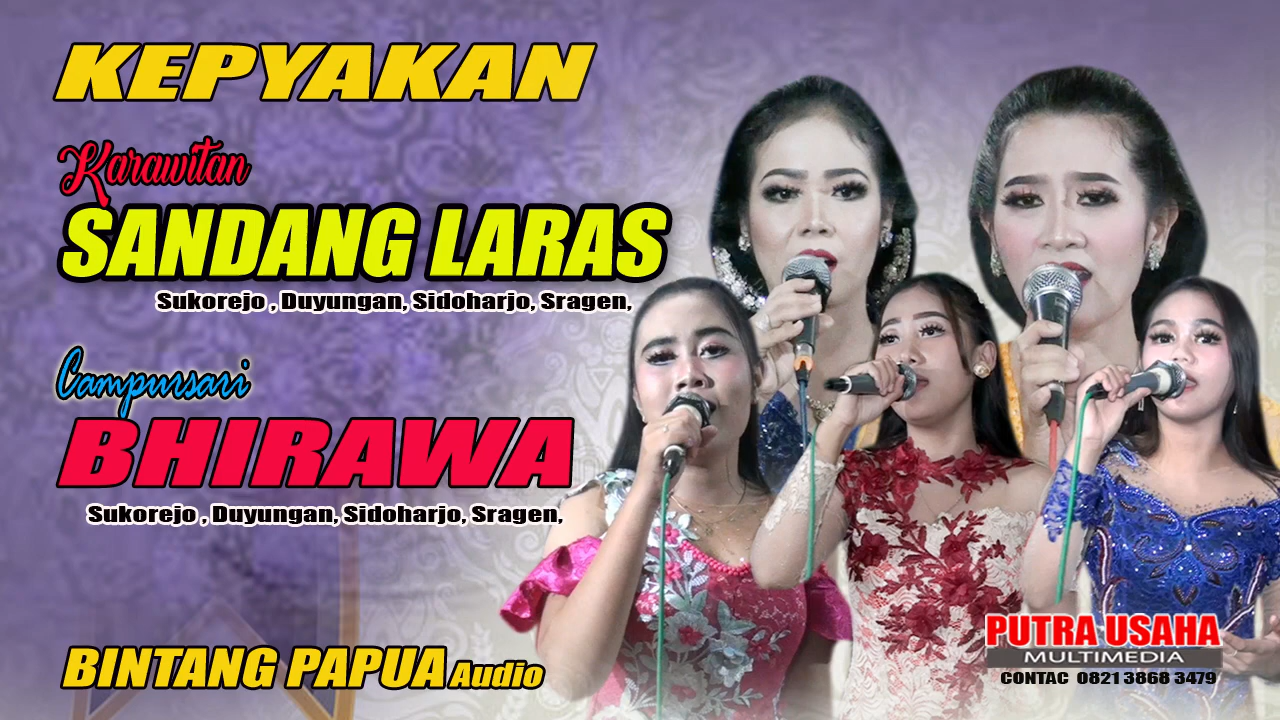 KEPYAKAN
Karawitan
SANDANG LARAS
Sukorejo , Duyungan, Sidoharjo, Sragen,
Campursari
BHIRAWA
Sukorejo , Duyungan, Sidoharjo, Sragen,
BINTANG PAPUA Audio
PUTRA USAHA
MULTIMEDIA
CONTAC 0821 3868 3479